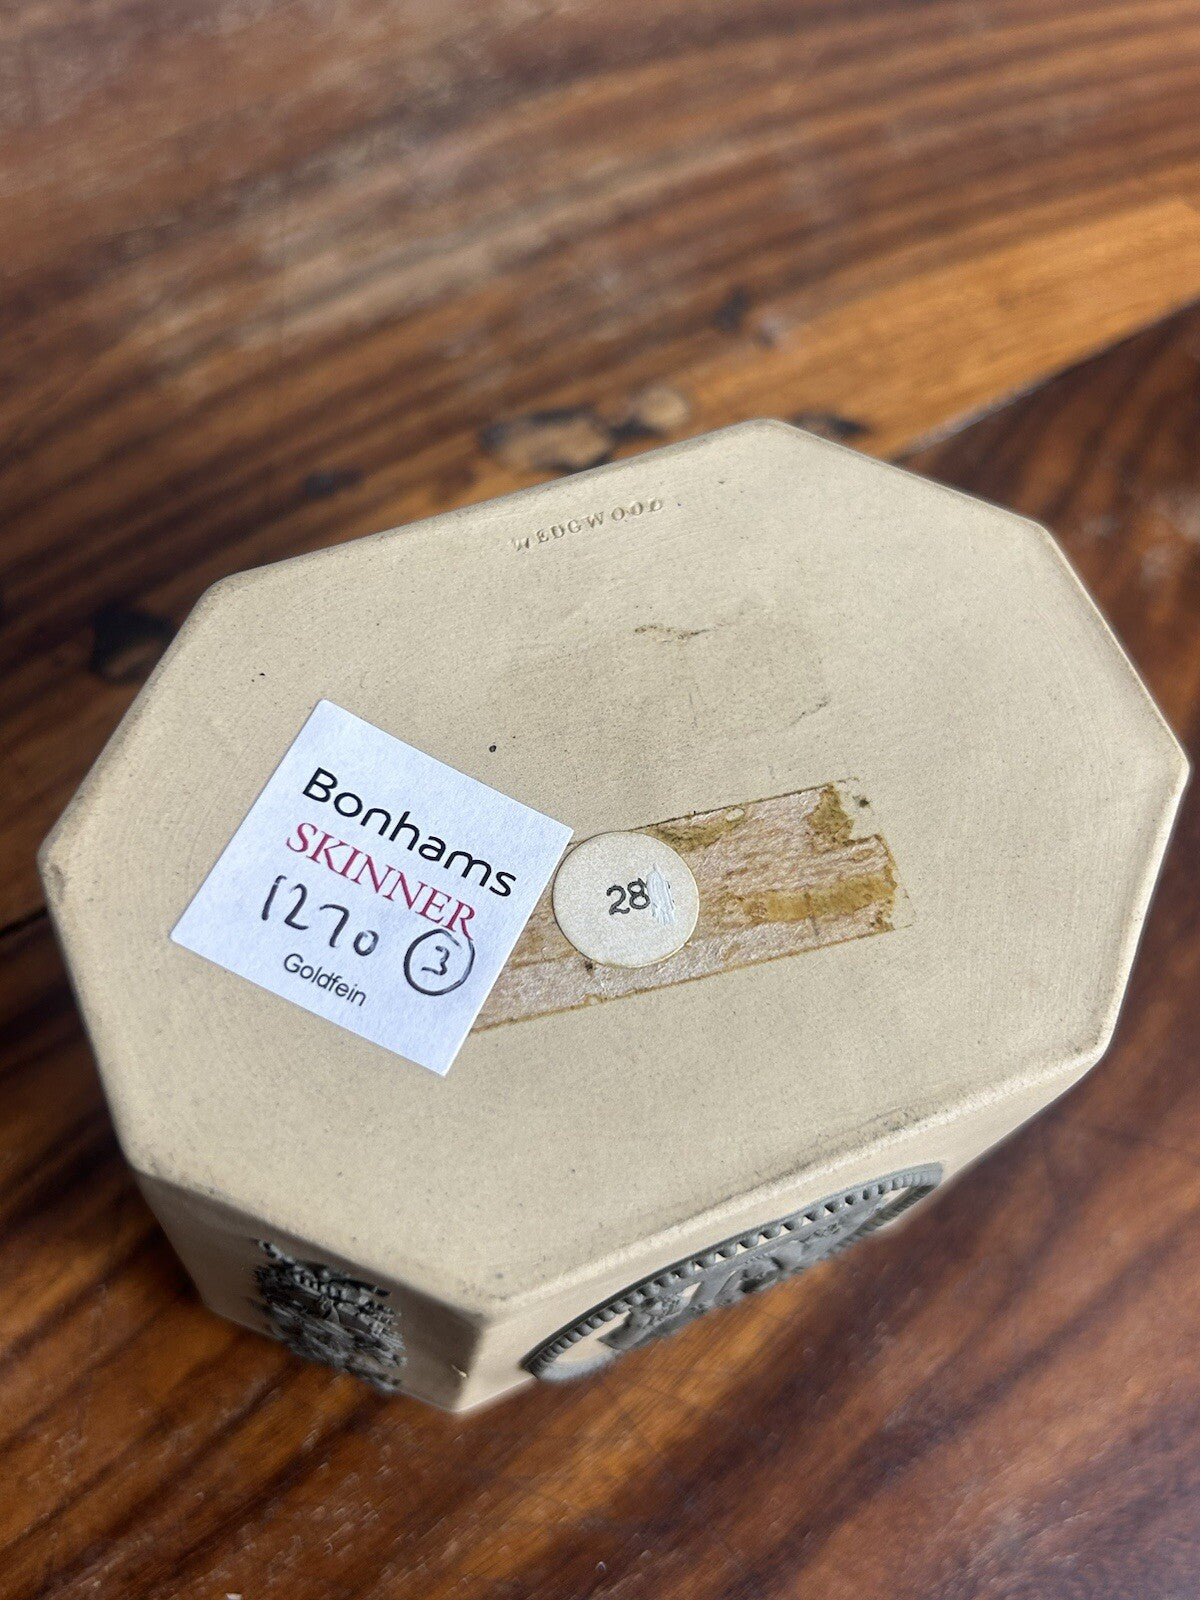 WEDGWOOD
Bonhams
SKINNER
1270 3
Goldfein
28